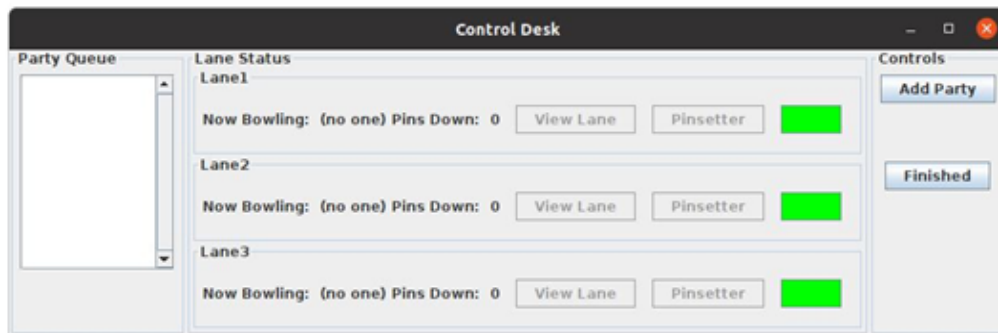 Control Desk
Party Queue
Lane Status
Controls
Lane1
Add Party
Now Bowling: (no one) Pins Down: 0 View Lane Pinsetter
Lane2
Finished
Now Bowling: (no one) Pins Down: 0 View Lane Pinsetter
Lane3
Now Bowling: (no one) Pins Down: 0 View Lane Pinsetter